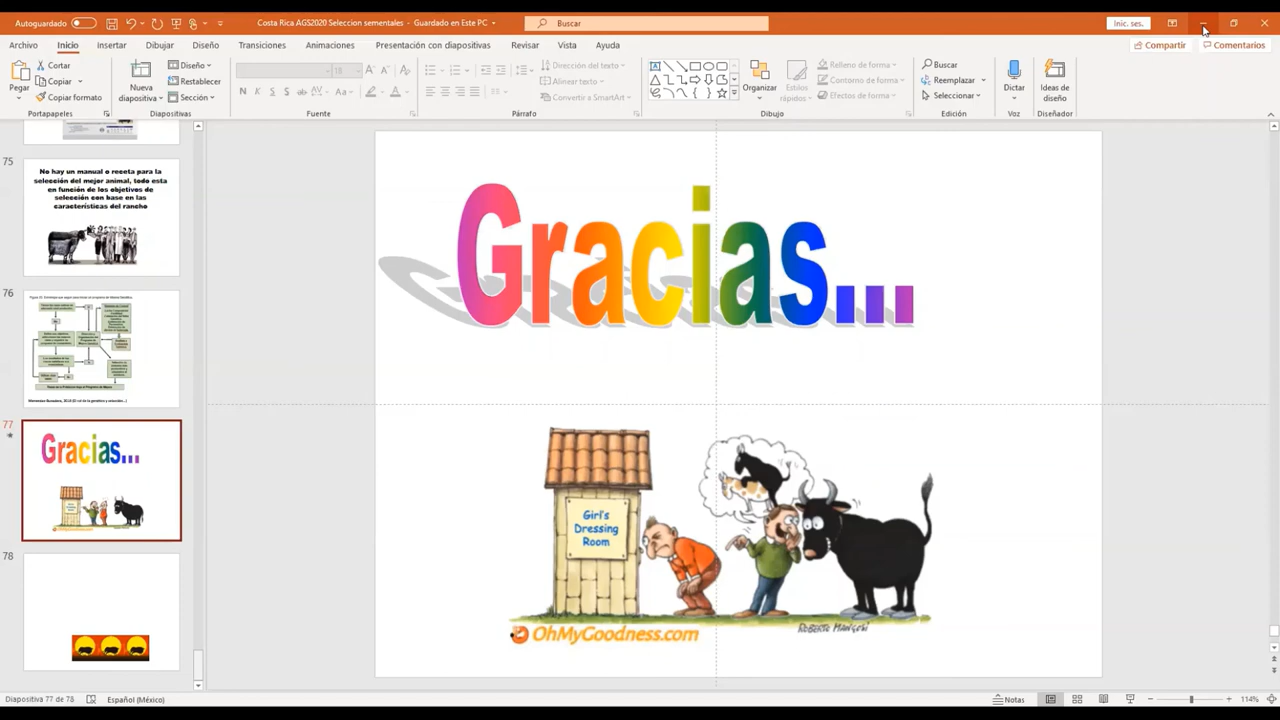 Autoguardado
Costa Rica AGS2020 Seleccion sementales - Guardado en Este PC
Buscar
Inic. ses.
Archivo Inicio Insertar Dibujar Diseño Transiciones Animaciones Presentación con diapositivas Revisar Vista Ayuda
Compartir Comentarios
Pegar
Cortar
Copiar
Copiar formato
Portapapeles
Nueva
diapositiva
Diseño
Restablecer
Sección
Diapositivas
18
N K S ab AV Aa A
Fuente
Dirección del texto
Alinear texto
Convertir a SmartArt
Párrafo
Organizar
Estilos
rápidos
Relleno de forma
Contorno de forma
Efectos de forma
Dibujo
Buscar
Reemplazar
Seleccionar
Edición
Dictar
Voz
Ideas de
diseño
Diseñador
75
No hay un manual o receta para la
selección del mejor animal, todo esta
en función de los objetivos de
selección con base en las
características del rancho
76
77
Gracias...
78
Gracias...
Girl's
Dressing
Room
OhMyGoodness.com
ROBERTO MANGOSI
Diapositiva 77 de 78
Español (México)
Notas
114%